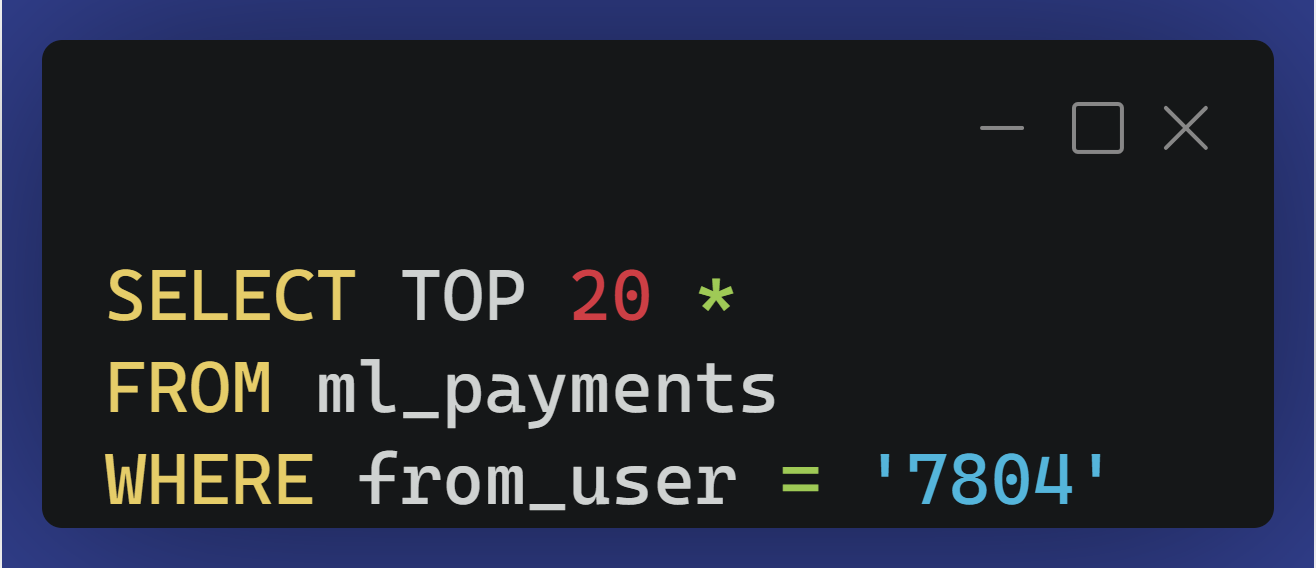 SELECT TOP 20 *
FROM ml_payments
WHERE from_user = '7804'